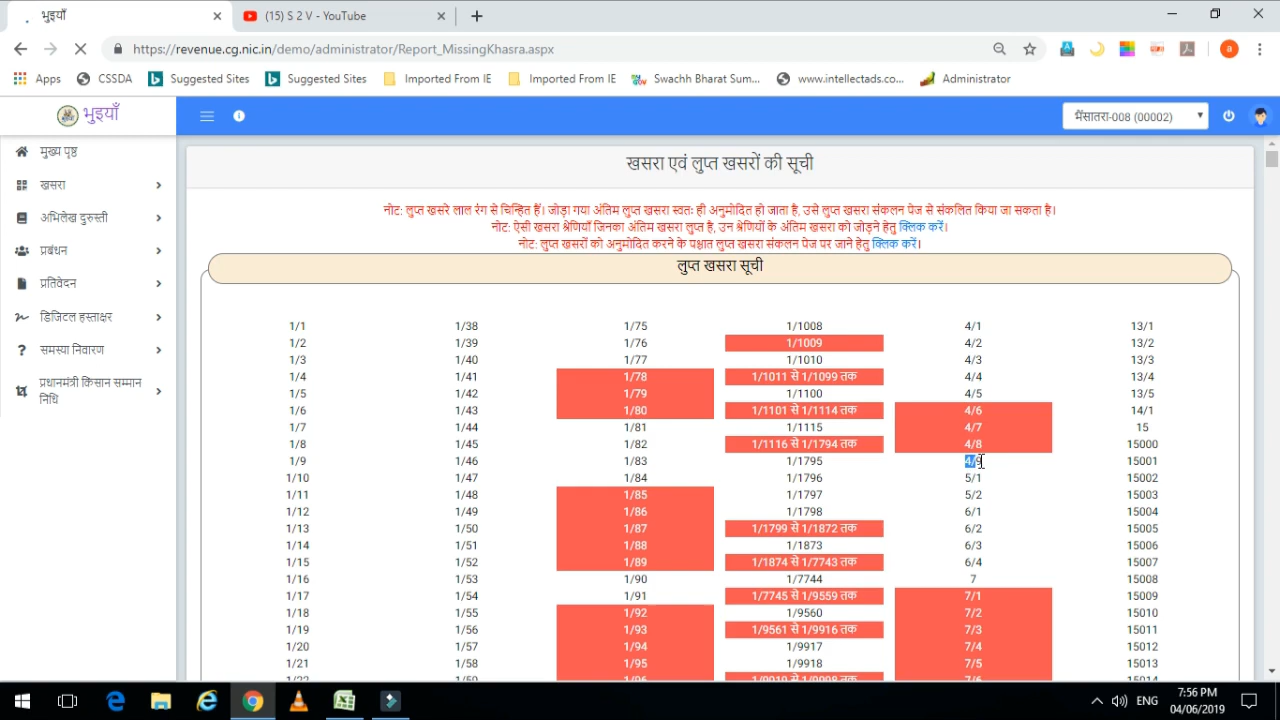 भुइयाँ
(15) S 2 V - YouTube
https://revenue.cg.nic.in/demo/administrator/Report_MissingKhasra.aspx
a
Apps
CSSDA
Suggested Sites
Suggested Sites
Imported From IE
Imported From IE
Swachh Bharat Sum...
www.intellectads.co...
Administrator
भुइयाँ
भैंसातरा-008 (00002)
मुख्य पृष्ठ
खसरा
अभिलेख दुरुस्ती
प्रबंधन
प्रतिवेदन
डिजिटल हस्ताक्षर
समस्या निवारण
प्रधानमंत्री किसान सम्मान
निधि
खसरा एवं लुप्त खसरों की सूची
नोट: लुप्त खसरे लाल रंग से चिन्हित हैं। जोड़ा गया अंतिम लुप्त खसरा स्वतः ही अनुमोदित हो जाता है, उसे लुप्त खसरा संकलन पेज से संकलित किया जा सकता है।
नोट: ऐसी खसरा श्रेणियाँ जिनका अंतिम खसरा लुप्त है, उन श्रेणियों के अंतिम खसरा को जोड़ने हेतु क्लिक करें।
नोट: लुप्त खसरों को अनुमोदित करने के पश्चात लुप्त खसरा संकलन पेज पर जाने हेतु क्लिक करें।
लुप्त खसरा सूची
1/1 1/38 1/75 1/1008 4/1 13/1
1/2 1/39 1/76 1/1009 4/2 13/2
1/3 1/40 1/77 1/1010 4/3 13/3
1/4 1/41 1/78 1/1011 से 1/1099 तक 4/4 13/4
1/5 1/42 1/79 1/1100 4/5 13/5
1/6 1/43 1/80 1/1101 से 1/1114 तक 4/6 14/1
1/7 1/44 1/81 1/1115 4/7 15
1/8 1/45 1/82 1/1116 से 1/1794 तक 4/8 15000
1/9 1/46 1/83 1/1795 4/9 15001
1/10 1/47 1/84 1/1796 5/1 15002
1/11 1/48 1/85 1/1797 5/2 15003
1/12 1/49 1/86 1/1798 6/1 15004
1/13 1/50 1/87 1/1799 से 1/1872 तक 6/2 15005
1/14 1/51 1/88 1/1873 6/3 15006
1/15 1/52 1/89 1/1874 से 1/7743 तक 6/4 15007
1/16 1/53 1/90 1/7744 7 15008
1/17 1/54 1/91 1/7745 से 1/9559 तक 7/1 15009
1/18 1/55 1/92 1/9560 7/2 15010
1/19 1/56 1/93 1/9561 से 1/9916 तक 7/3 15011
1/20 1/57 1/94 1/9917 7/4 15012
1/21 1/58 1/95 1/9918 7/5 15013
ENG
7:56 PM
04/06/2019